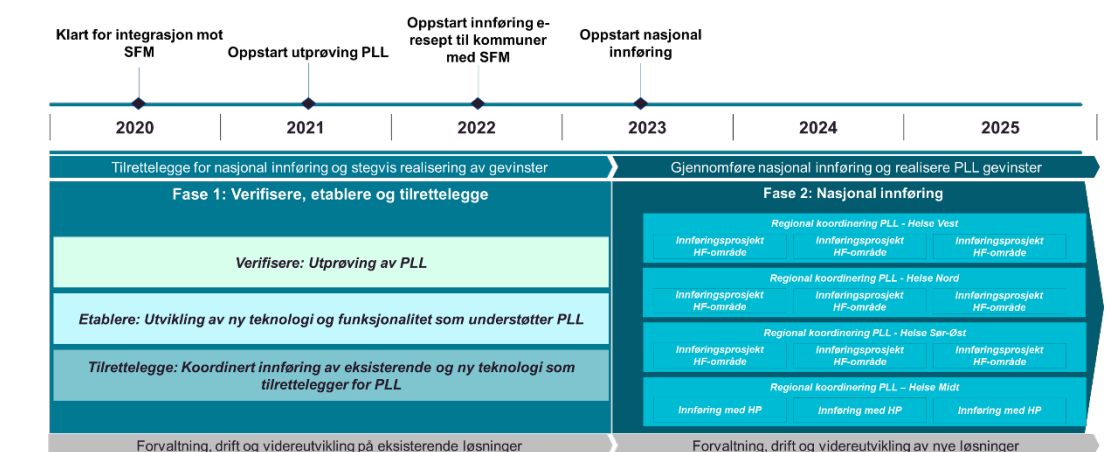 Klart for integrasjon mot
SFM
Oppstart utprøving PLL
Oppstart innføring e-
resept til kommuner
med SFM
Oppstart nasjonal
innføring
2020
2021
2022
2023
2024
2025
Tilrettelegge for nasjonal innføring og stegvis realisering av gevinster
Gjennomføre nasjonal innføring og realisere PLL gevinster
Fase 1: Verifisere, etablere og tilrettelegge
Verifisere: Utprøving av PLL
Etablere: Utvikling av ny teknologi og funksjonalitet som understøtter PLL
Tilrettelegge: Koordinert innføring av eksisterende og ny teknologi som
tilrettelegger for PLL
Fase 2: Nasjonal innføring
Regional koordinering PLL - Helse Vest
Innføringsprosjekt
HF-område
Innføringsprosjekt
HF-område
Innføringsprosjekt
HF-område
Regional koordinering PLL - Helse Nord
Innføringsprosjekt
HF-område
Innføringsprosjekt
HF-område
Innføringsprosjekt
HF-område
Regional koordinering PLL - Helse Sør-Øst
Innføringsprosjekt
HF-område
Innføringsprosjekt
HF-område
Innføringsprosjekt
HF-område
Regional koordinering PLL – Helse Midt
Innføring med HP
Innføring med HP
Innføring med HP
Forvaltning, drift og videreutvikling på eksisterende løsninger
Forvaltning, drift og videreutvikling av nye løsninger